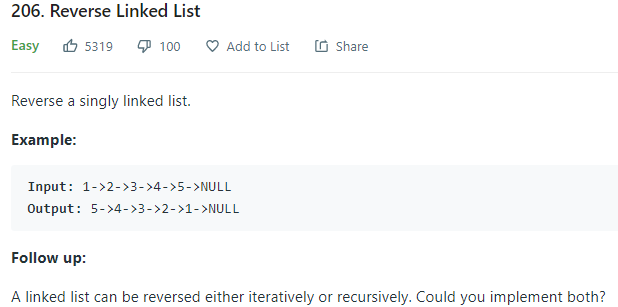 206. Reverse Linked List
Easy 5319 100 Add to List Share
Reverse a singly linked list.
Example:
Input: 1->2->3->4->5->NULL
Output: 5->4->3->2->1->NULL
Follow up:
A linked list can be reversed either iteratively or recursively. Could you implement both?